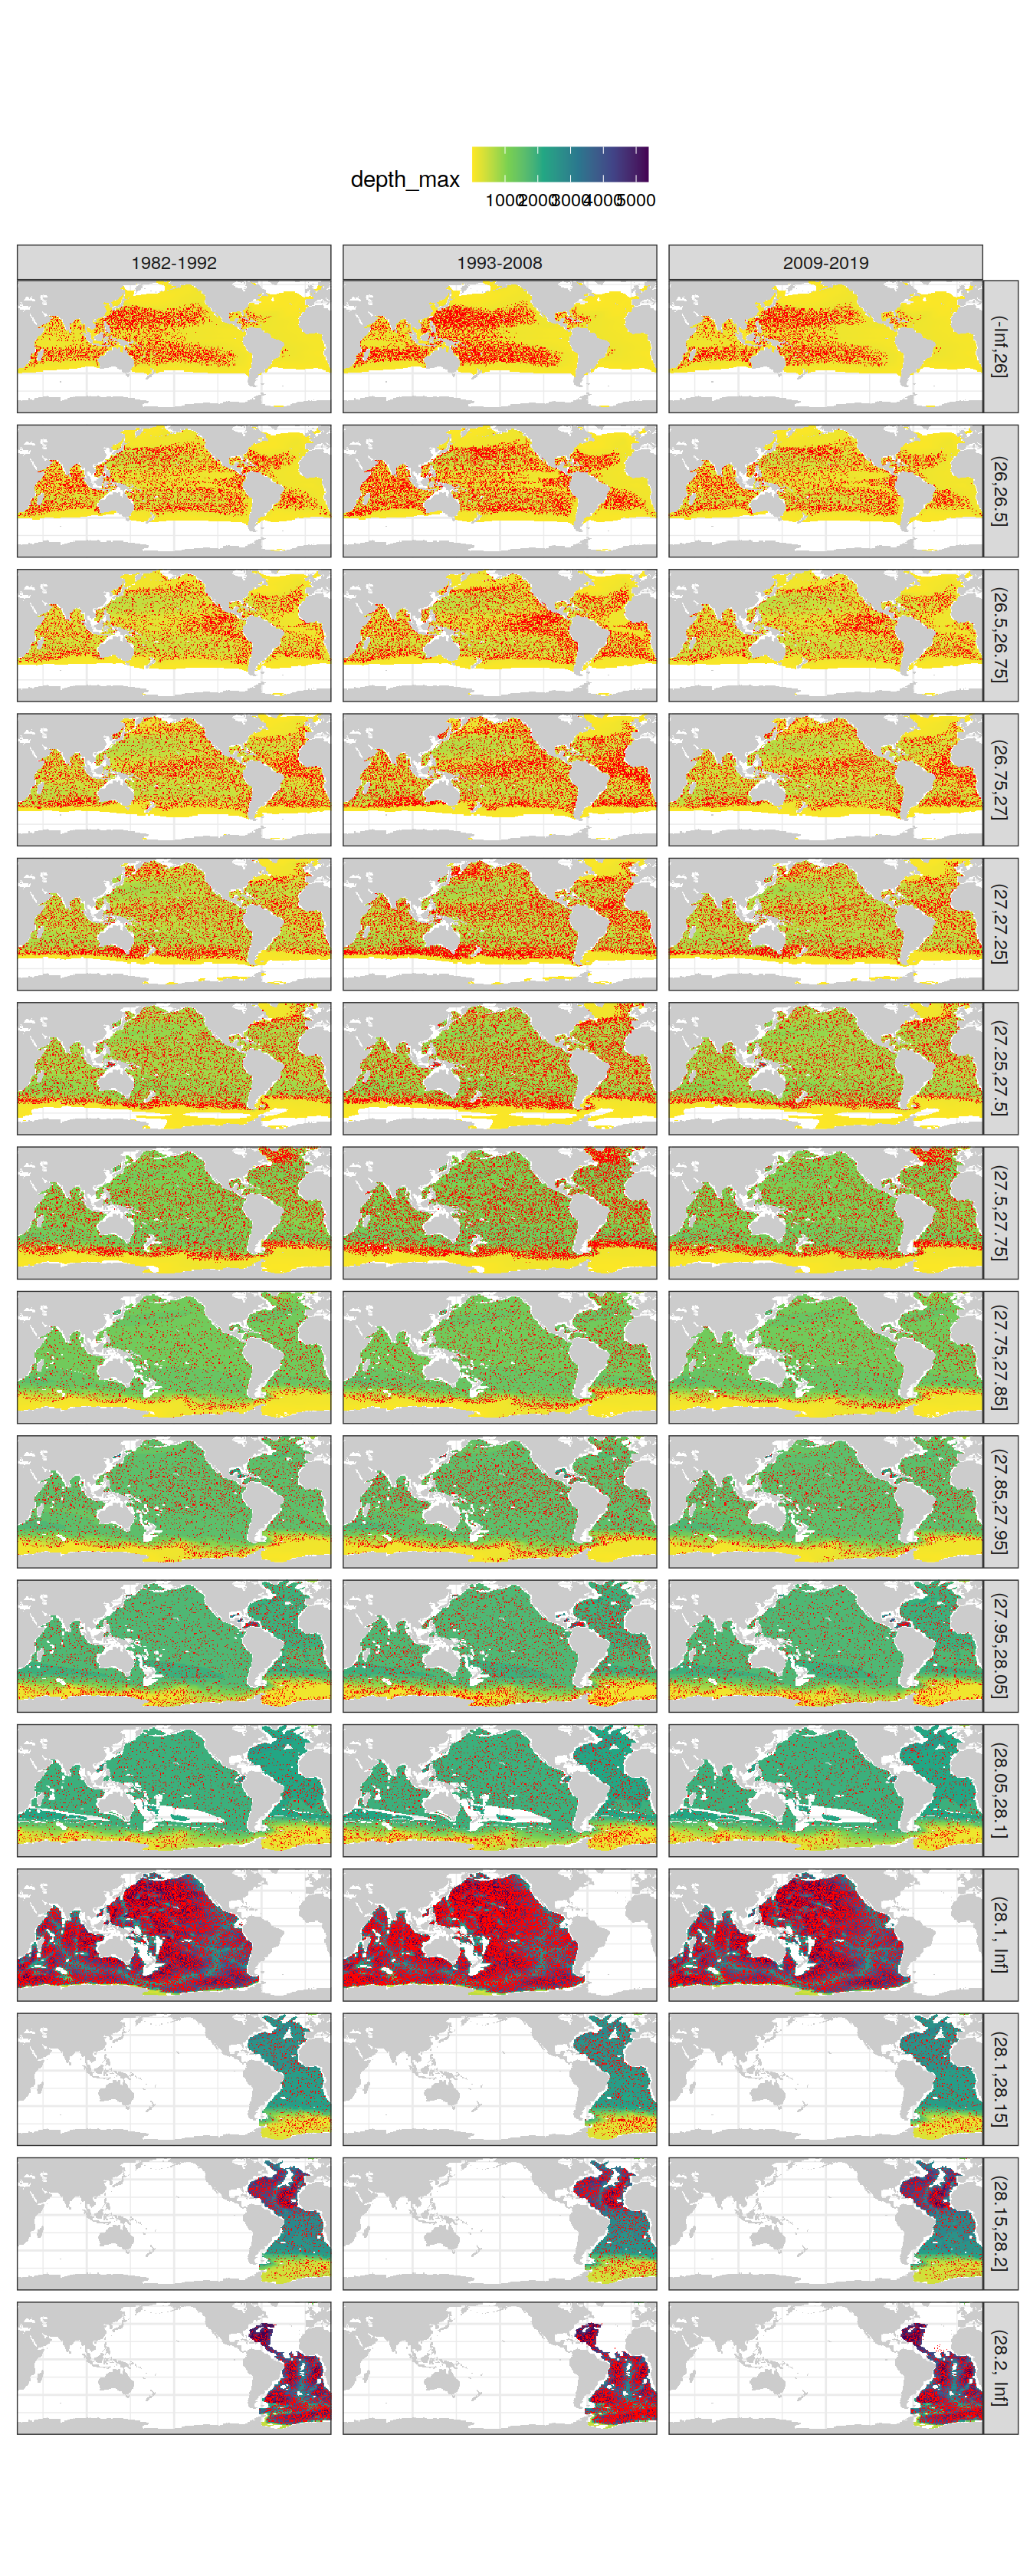 depth_max
1000 2000 3000 4000 5000
1982-1992 1993-2008 2009-2019
(-Inf,26]
(26,26.5]
(26.5,26.75]
(26.75,27]
(27,27.25]
(27.25,27.5]
(27.5,27.75]
(27.75,27.85]
(27.85,27.95]
(27.95,28.05]
(28.05,28.1]
(28.1, Inf]
(28.1,28.15]
(28.15,28.2]
(28.2, Inf]